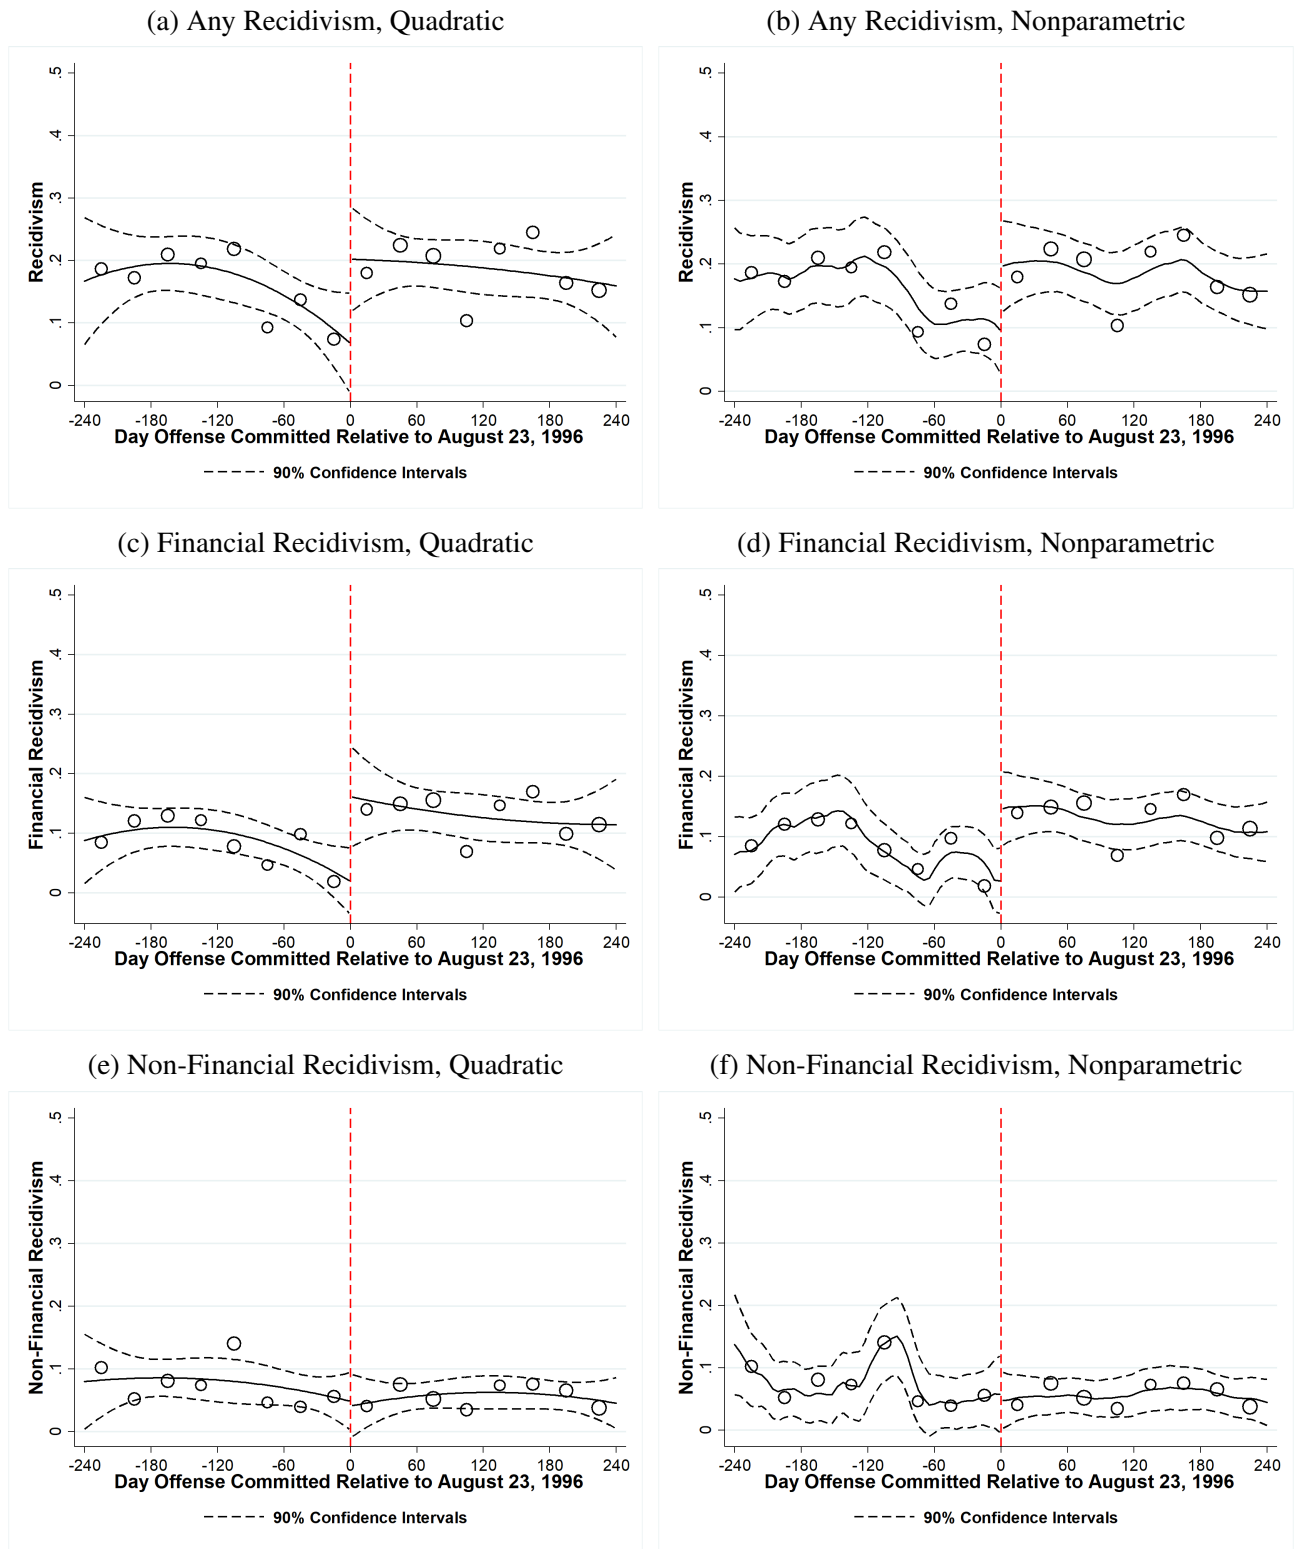 (a) Any Recidivism, Quadratic
.5
.4
.3
.2
.1
0
Recidivism
-240 -180 -120 -60 0 60 120 180 240
Day Offense Committed Relative to August 23, 1996
90% Confidence Intervals
(b) Any Recidivism, Nonparametric
.5
.4
.3
.2
.1
0
Recidivism
-240 -180 -120 -60 0 60 120 180 240
Day Offense Committed Relative to August 23, 1996
90% Confidence Intervals
(c) Financial Recidivism, Quadratic
.5
.4
.3
.2
.1
0
Financial Recidivism
-240 -180 -120 -60 0 60 120 180 240
Day Offense Committed Relative to August 23, 1996
90% Confidence Intervals
(d) Financial Recidivism, Nonparametric
.5
.4
.3
.2
.1
0
Financial Recidivism
-240 -180 -120 -60 0 60 120 180 240
Day Offense Committed Relative to August 23, 1996
90% Confidence Intervals
(e) Non-Financial Recidivism, Quadratic
.5
.4
.3
.2
.1
0
Non-Financial Recidivism
-240 -180 -120 -60 0 60 120 180 240
Day Offense Committed Relative to August 23, 1996
90% Confidence Intervals
(f) Non-Financial Recidivism, Nonparametric
.5
.4
.3
.2
.1
0
Non-Financial Recidivism
-240 -180 -120 -60 0 60 120 180 240
Day Offense Committed Relative to August 23, 1996
90% Confidence Intervals